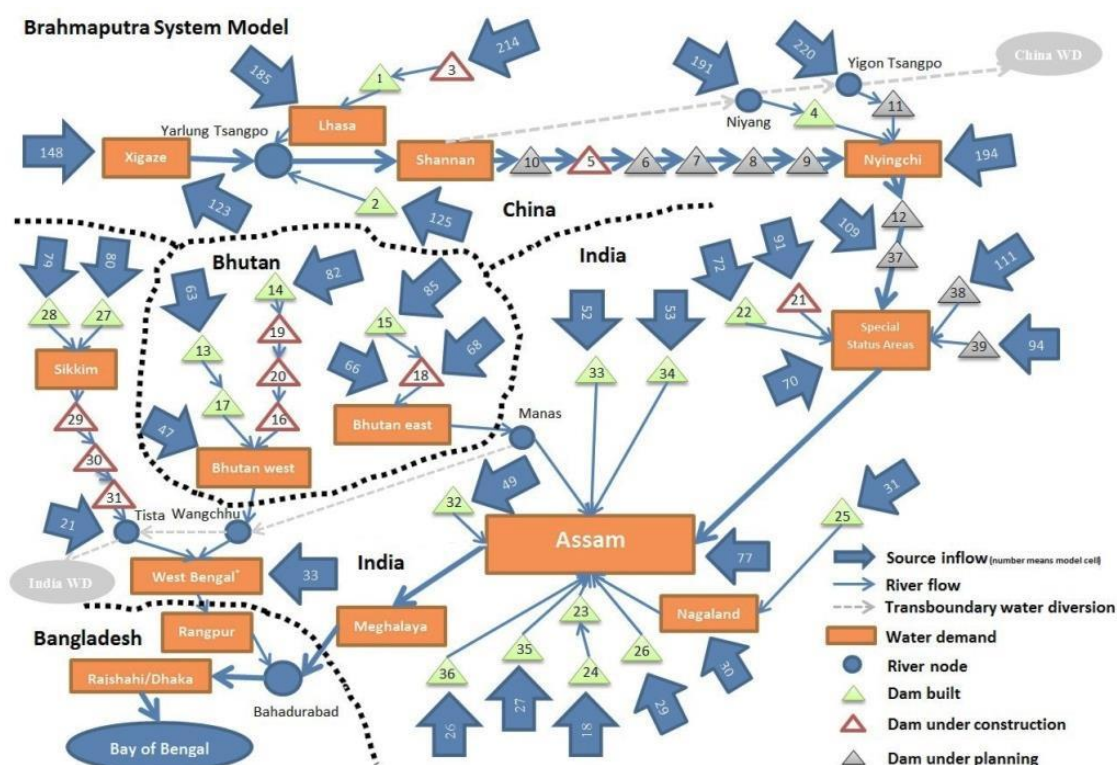 Brahmaputra System Model
214
220
China WD
185
191
Yigon Tsangpo
1
3
11
Yarlung Tsangpo
Lhasa
Niyang
4
148
Xigaze
Shannan
10
5
6
7
8
9
Nyingchi
194
123
2
125
China
12
79
80
Bhutan
82
India
109
91
72
37
111
63
14
85
52
53
38
28
27
15
21
22
Special
Status Areas
39
94
13
19
33
34
Sikkim
66
18
68
70
20
29
17
Bhutan east
Manas
47
16
30
Bhutan west
49
31
31
32
25
21
Tista
Wangchhu
Assam
77
Source inflow (number means model cell)
India WD
India
River flow
West Bengal*
33
Transboundary water diversion
Bangladesh
Rangpur
Meghalaya
23
Nagaland
Water demand
Rajshahi/Dhaka
35
26
River node
36
24
30
Dam built
Bahadurabad
26
27
18
29
Dam under construction
Bay of Bengal
Dam under planning